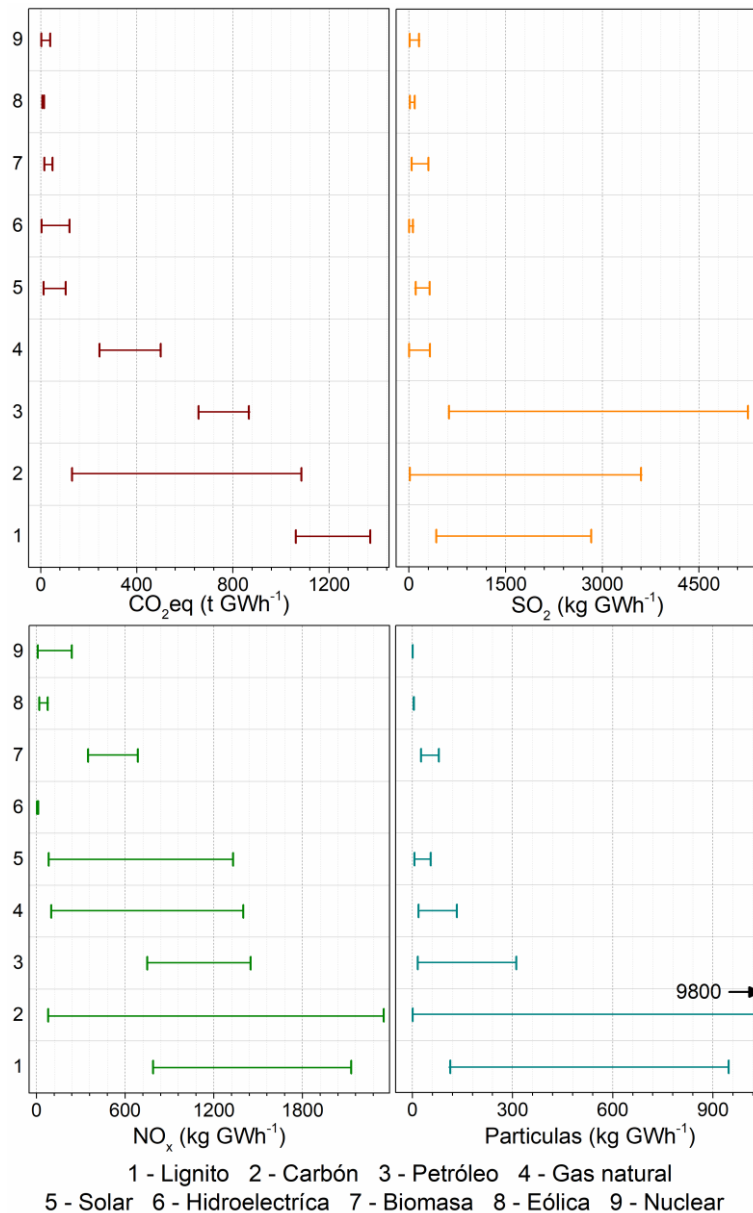 9
8
7
6
5
4
3
2
1
0 400 800 1200
CO₂eq (t GWh⁻¹)
0 1500 3000 4500
SO₂ (kg GWh⁻¹)
9
8
7
6
5
4
3
2
1
0 600 1200 1800
NOₓ (kg GWh⁻¹)
9800
0 300 600 900
Particulas (kg GWh⁻¹)
1 - Lignito 2 - Carbón 3 - Petróleo 4 - Gas natural
5 - Solar 6 - Hidroelectríca 7 - Biomasa 8 - Eólica 9 - Nuclear